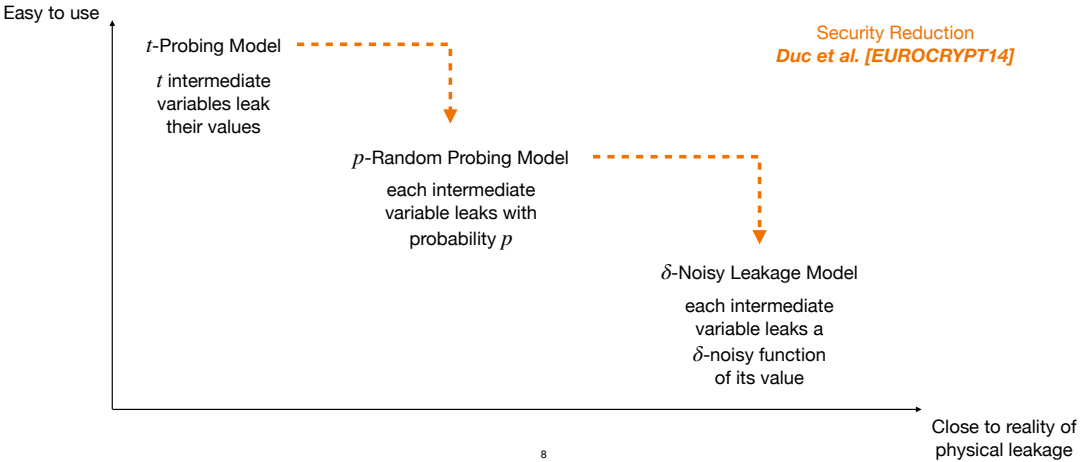 Easy to use
Security Reduction
Duc et al. [EUROCRYPT14]
t-Probing Model
t intermediate
variables leak
their values
p-Random Probing Model
each intermediate
variable leaks with
probability p
δ-Noisy Leakage Model
each intermediate
variable leaks a
δ-noisy function
of its value
Close to reality of
physical leakage
8